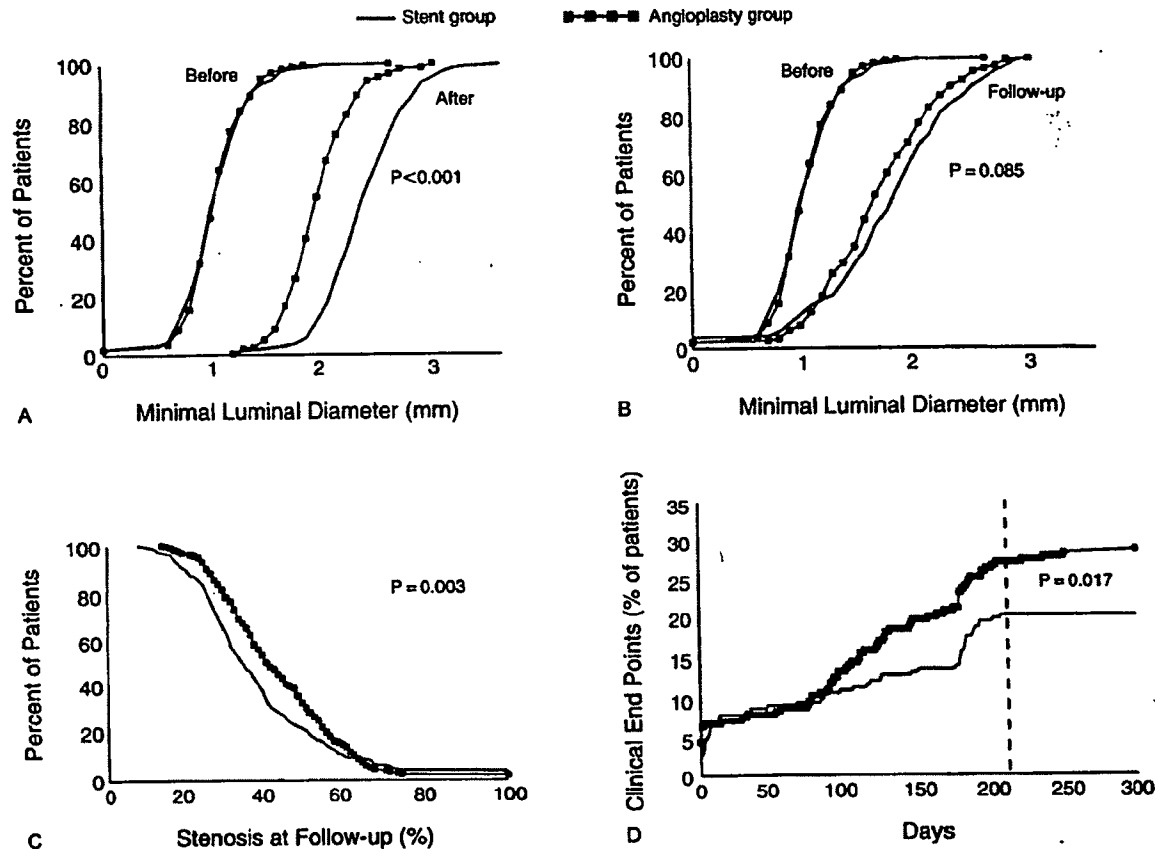 Stent group Angioplasty group
100
80
60
40
20
0
Percent of Patients
Before
After
P<0.001
0 1 2 3
A Minimal Luminal Diameter (mm)
100
80
60
40
20
0
Percent of Patients
Before
Follow-up
P = 0.085
0 1 2 3
B Minimal Luminal Diameter (mm)
100
80
60
40
20
0
Percent of Patients
P = 0.003
0 20 40 60 80 100
C Stenosis at Follow-up (%)
35
30
25
20
15
10
5
0
Clinical End Points (% of patients)
P = 0.017
0 50 100 150 200 250 300
D Days